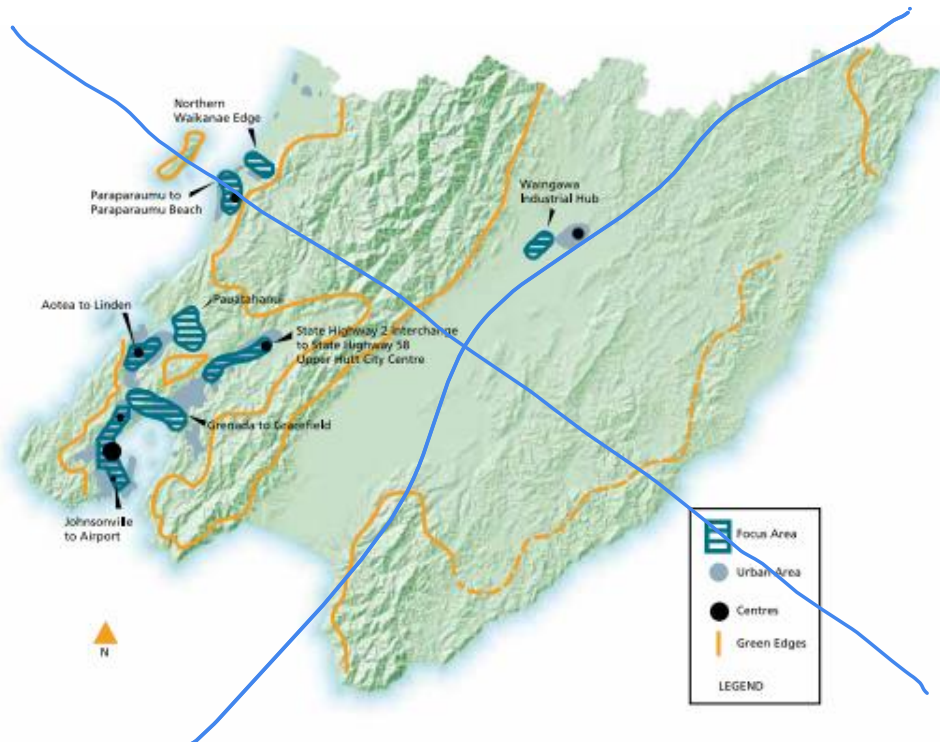 Northern
Waikanae Edge
Paraparaumu to
Paraparaumu Beach
Waingawa
Industrial Hub
Aotea to Linden
Pauatahanui
State Highway 2 Interchange
to State Highway 58
Upper Hutt City Centre
Grenada to Gracefield
Johnsonville
to Airport
N
Focus Area
Urban Area
Centres
Green Edges
LEGEND